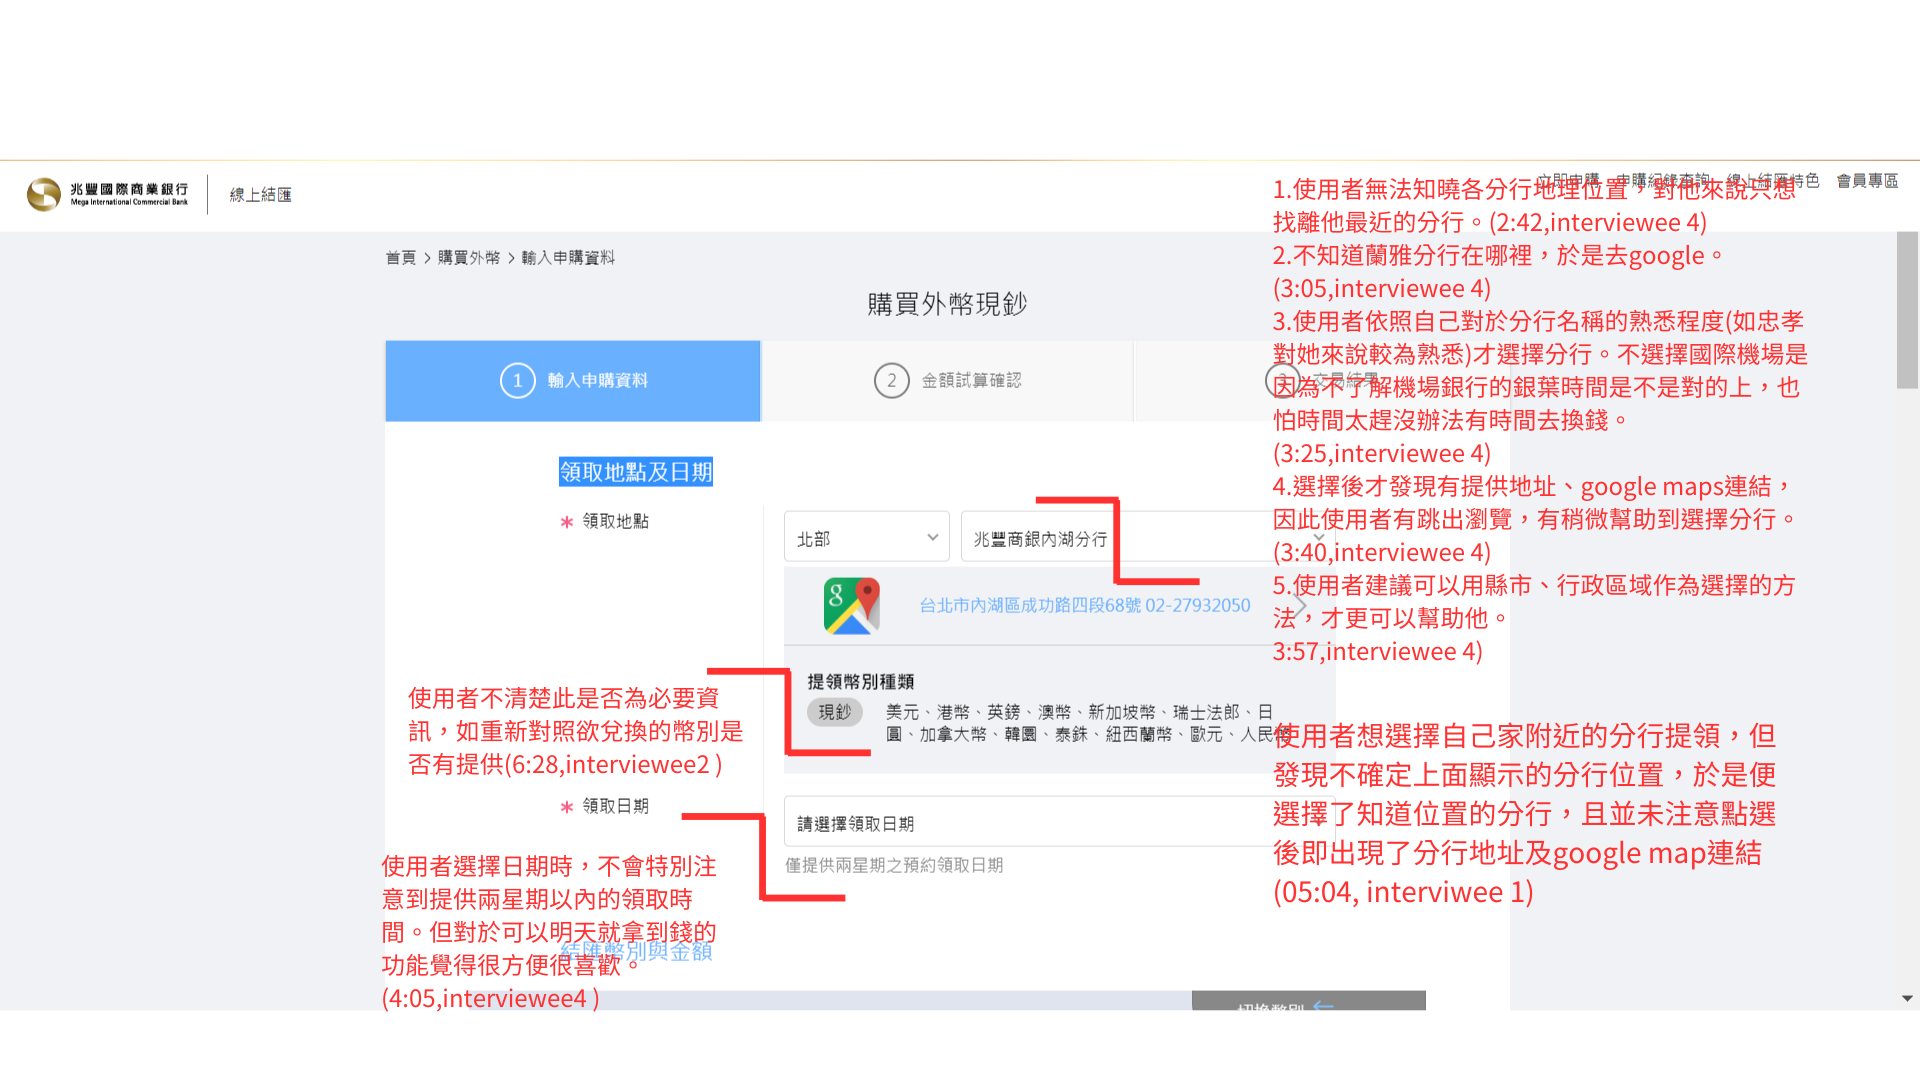 兆豐國際商業銀行
Mega International Commercial Bank
線上結匯
立即申購 申購紀錄查詢 線上結匯特色 會員專區
首頁 > 購買外幣 > 輸入申購資料
購買外幣現鈔
1 輸入申購資料
2 金額試算確認
3 交易結果
領取地點及日期
* 領取地點
北部
兆豐商銀內湖分行
台北市內湖區成功路四段68號 02-27932050
提領幣別種類
現鈔
美元、港幣、英鎊、澳幣、新加坡幣、瑞士法郎、日
圓、加拿大幣、韓圜、泰銖、紐西蘭幣、歐元、人民幣
* 領取日期
請選擇領取日期
僅提供兩星期之預約領取日期
結匯幣別與金額
切換幣別
1.使用者無法知曉各分行地理位置，對他來說只想
找離他最近的分行。(2:42,interviewee 4)
2.不知道蘭雅分行在哪裡，於是去google。
(3:05,interviewee 4)
3.使用者依照自己對於分行名稱的熟悉程度(如忠孝
對她來說較為熟悉)才選擇分行。不選擇國際機場是
因為不了解機場銀行的銀葉時間是不是對的上，也
怕時間太趕沒辦法有時間去換錢。
(3:25,interviewee 4)
4.選擇後才發現有提供地址、google maps連結，
因此使用者有跳出瀏覽，有稍微幫助到選擇分行。
(3:40,interviewee 4)
5.使用者建議可以用縣市、行政區域作為選擇的方
法，才更可以幫助他。
3:57,interviewee 4)
使用者想選擇自己家附近的分行提領，但
發現不確定上面顯示的分行位置，於是便
選擇了知道位置的分行，且並未注意點選
後即出現了分行地址及google map連結
(05:04, interviwee 1)
使用者不清楚此是否為必要資
訊，如重新對照欲兌換的幣別是
否有提供(6:28,interviewee2 )
使用者選擇日期時，不會特別注
意到提供兩星期以內的領取時
間。但對於可以明天就拿到錢的
功能覺得很方便很喜歡。
(4:05,interviewee4 )